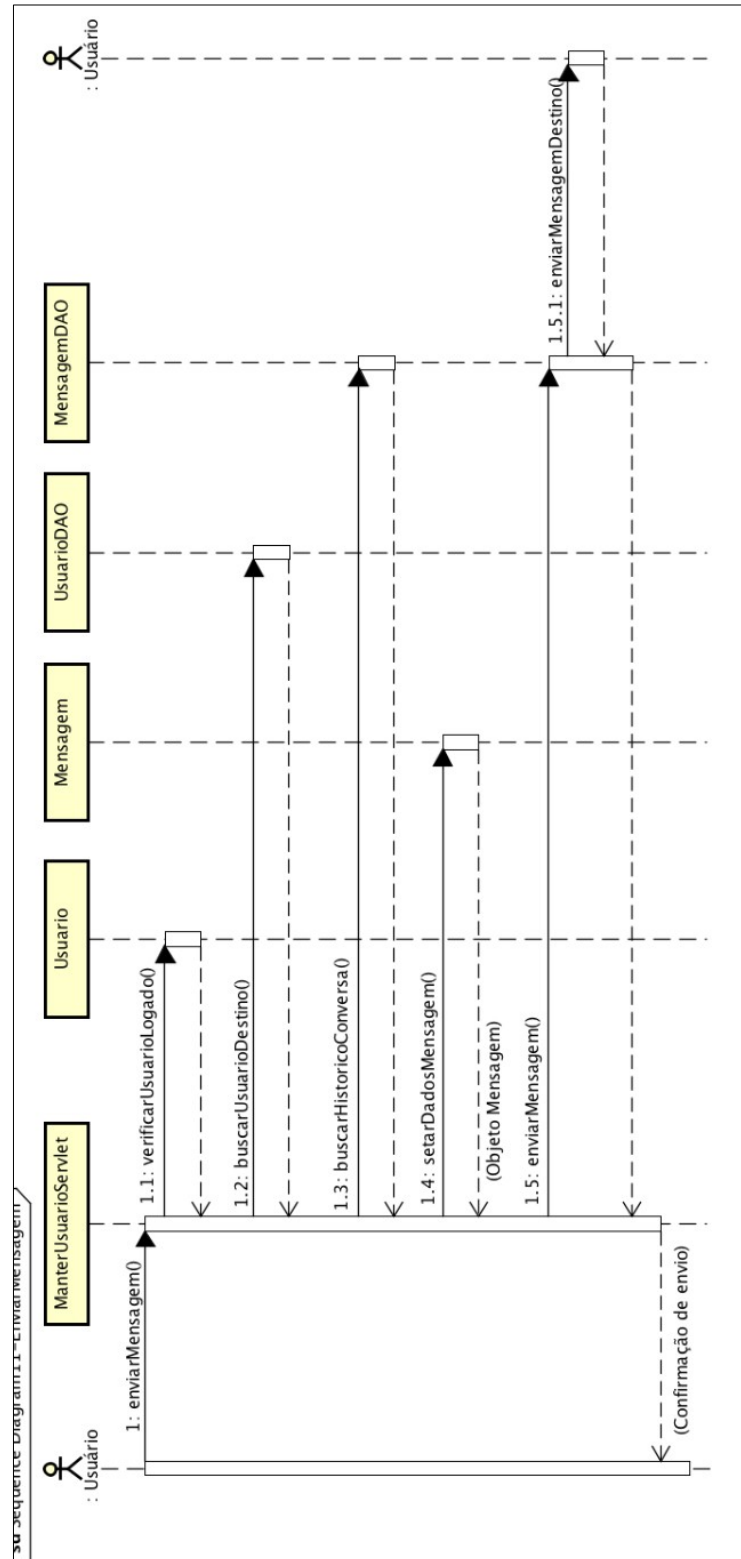 sd Sequence Diagram11-EnviarMensagem
: Usuário
ManterUsuarioServlet
Usuario
Mensagem
UsuarioDAO
MensagemDAO
: Usuário
1: enviarMensagem()
1.1: verificarUsuarioLogado()
1.2: buscarUsuarioDestino()
1.3: buscarHistoricoConversa()
1.4: setarDadosMensagem()
(Objeto Mensagem)
1.5: enviarMensagem()
1.5.1: enviarMensagemDestino()
(Confirmação de envio)